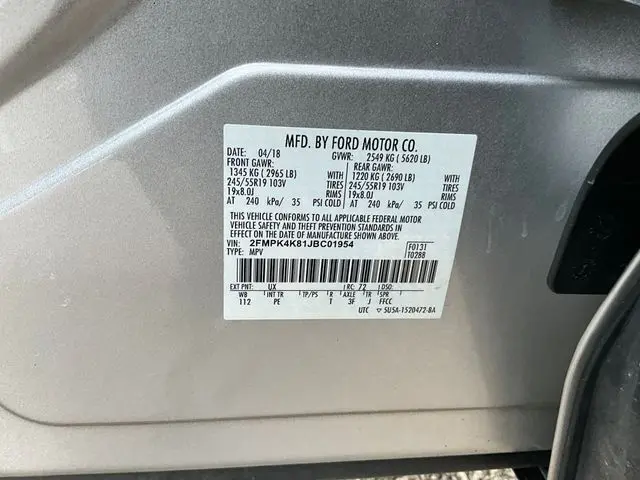 MFD. BY FORD MOTOR CO.
DATE: 04/18 GVWR: 2549 KG ( 5620 LB)
FRONT GAWR: REAR GAWR:
1345 KG ( 2965 LB) WITH 1220 KG ( 2690 LB) WITH
245/55R19 103V TIRES 245/55R19 103V TIRES
19x8.0J RIMS 19x8.0J RIMS
AT 240 kPa/ 35 PSI COLD AT 240 kPa/ 35 PSI COLD
THIS VEHICLE CONFORMS TO ALL APPLICABLE FEDERAL MOTOR
VEHICLE SAFETY AND THEFT PREVENTION STANDARDS IN EFFECT
ON THE DATE OF MANUFACTURE SHOWN ABOVE.
VIN: 2FMPK4K81JBC01954 F0131
TYPE: MPV T0288
EXT PNT: UX RC: 72 DSO:
WB INT TR TP/PS R AXLE TR SPR
112 PE T 3F J FFCC
UTC ▽ 5U5A-1520472-BA